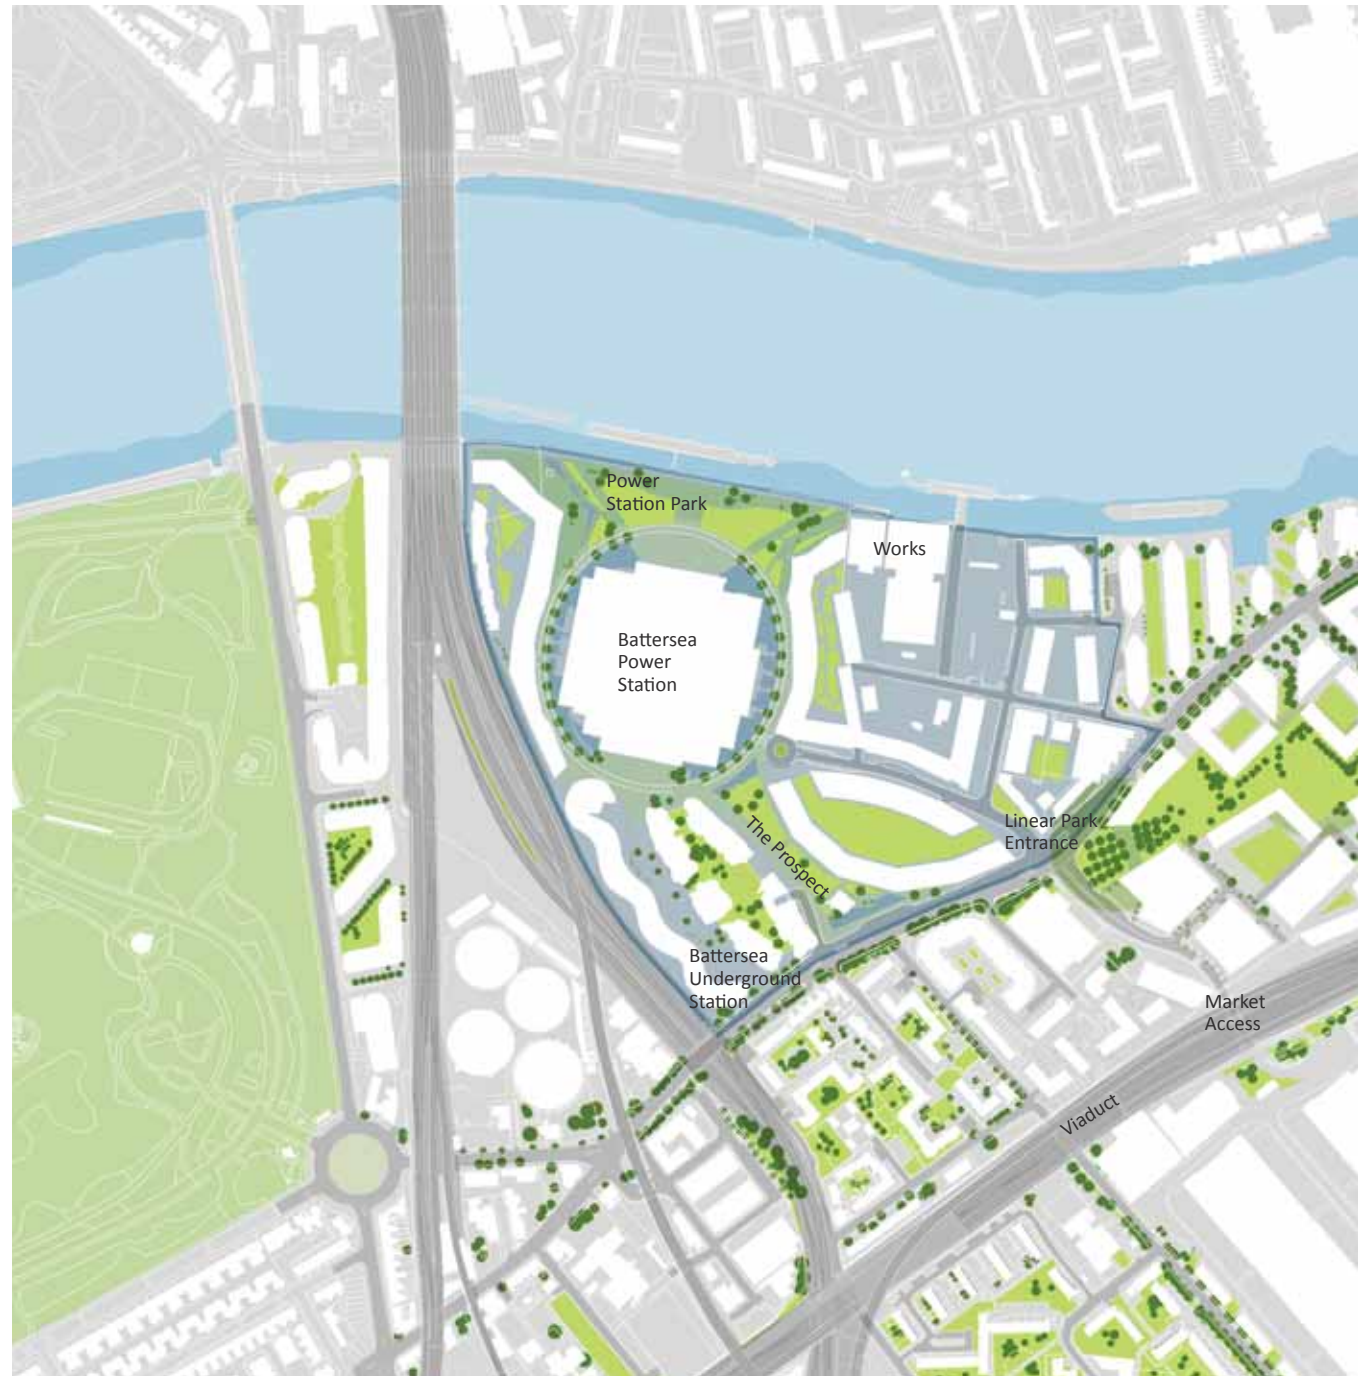 Power
Station Park
Works
Battersea
Power
Station
Linear Park
Entrance
The Prospect
Battersea
Underground
Station
Market
Access
Viaduct